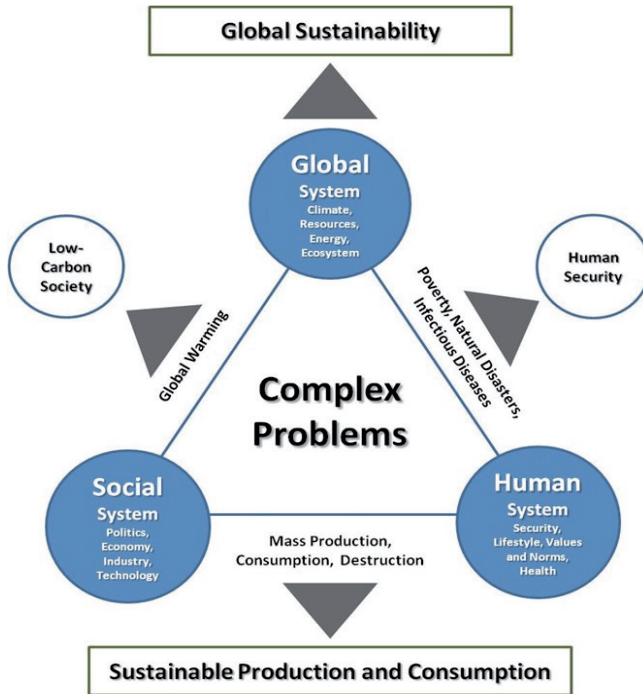 Global Sustainability
Global
System
Climate,
Resources,
Energy,
Ecosystem
Low-
Carbon
Society
Human
Security
Global Warming
Poverty, Natural Disasters,
Infectious Diseases
Complex
Problems
Social
System
Politics,
Economy,
Industry,
Technology
Human
System
Security,
Lifestyle, Values
and Norms,
Health
Mass Production,
Consumption, Destruction
Sustainable Production and Consumption